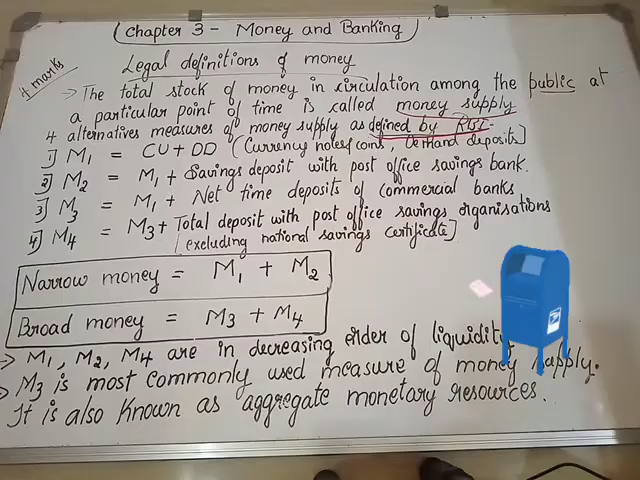 Chapter 3 - Money and Banking
Legal definitions of money
4 marks
→ The total stock of money in circulation among the public at
a particular point of time is called money supply
4 alternatives measures of money supply as defined by RBI-
1] M1 = CU + DD [Currency notes/coins, Demand deposits]
2] M2 = M1 + Savings deposit with post office savings bank.
3] M3 = M1 + Net time deposits of commercial banks
4] M4 = M3 + Total deposit with post office savings organisations
[excluding national savings certificate]
Narrow money = M1 + M2
Broad money = M3 + M4
→ M1, M2, M4 are in decreasing order of liquidity
→ M3 is most commonly used measure of money supply.
It is also known as aggregate monetary resources.